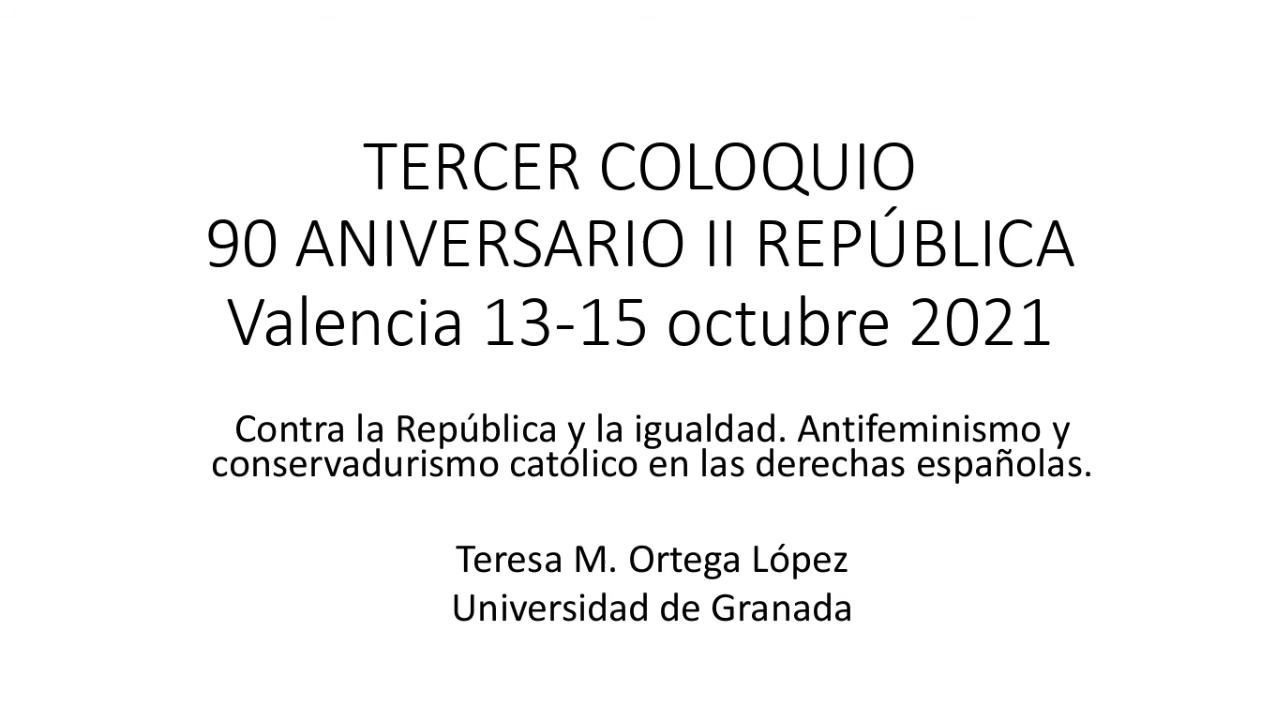 TERCER COLOQUIO
90 ANIVERSARIO II REPÚBLICA
Valencia 13-15 octubre 2021
Contra la República y la igualdad. Antifeminismo y
conservadurismo católico en las derechas españolas.
Teresa M. Ortega López
Universidad de Granada